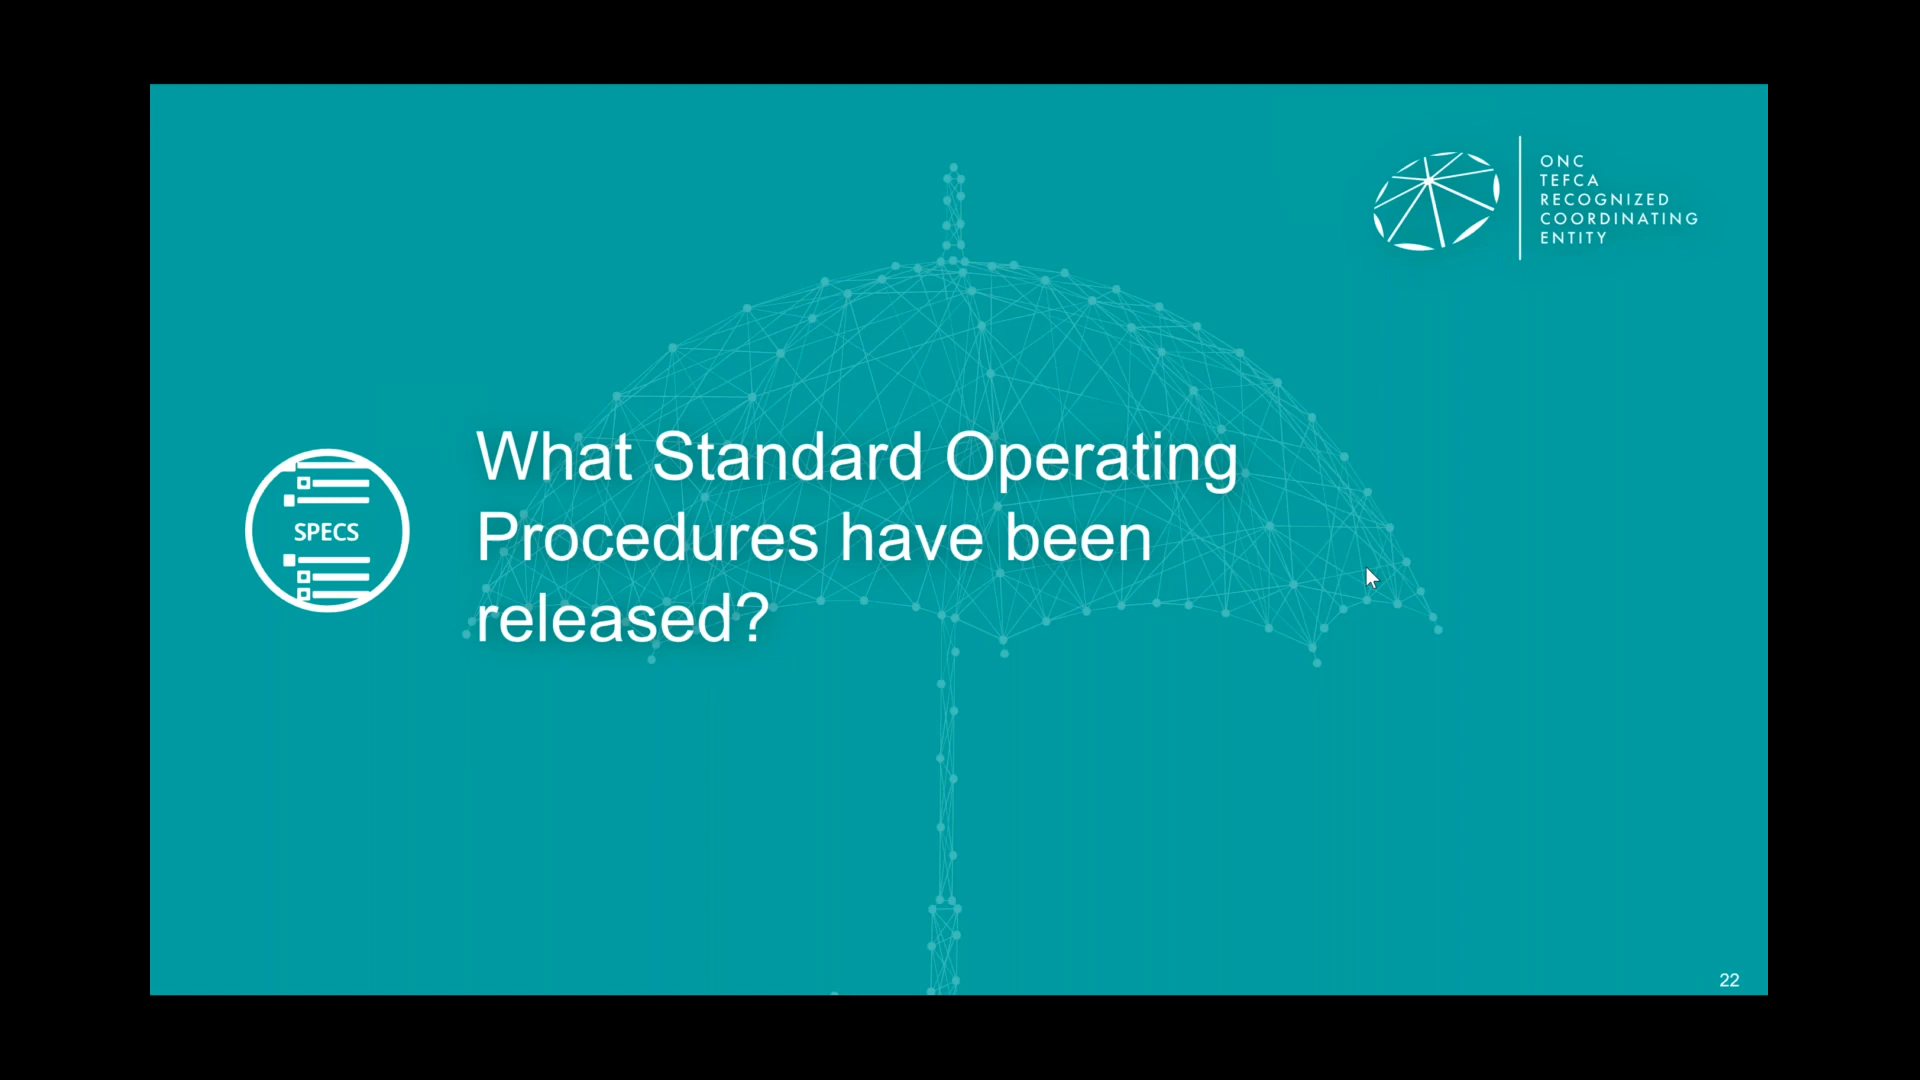 ONC
TEFCA
RECOGNIZED
COORDINATING
ENTITY
SPECS
What Standard Operating
Procedures have been
released?
22